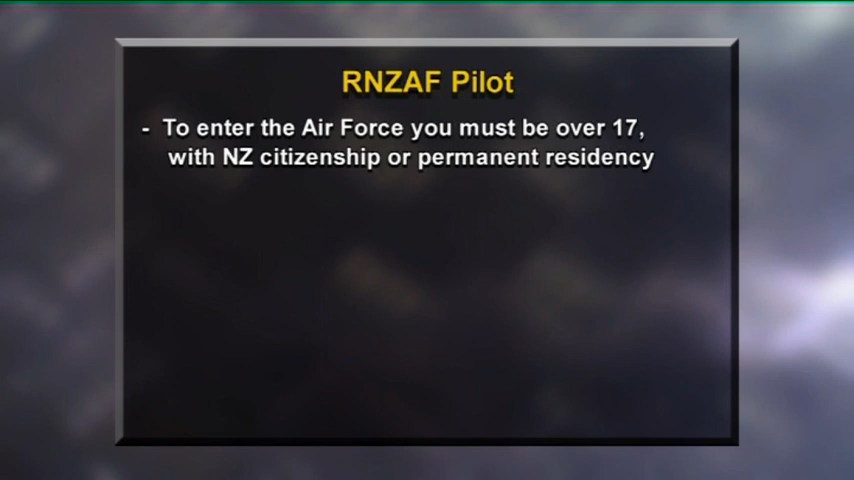 RNZAF Pilot
- To enter the Air Force you must be over 17,
with NZ citizenship or permanent residency